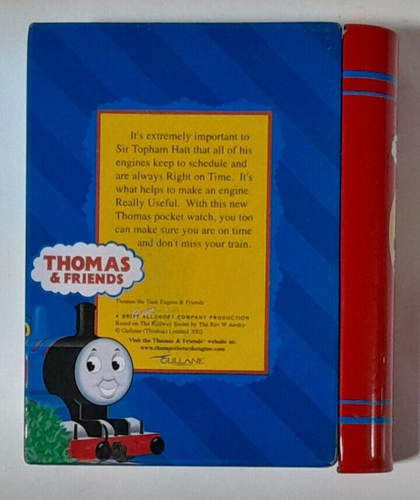 It's extremely important to
Sir Topham Hatt that all of his
engines keep to schedule and
are always Right on Time. It's
what helps to make an engine
Really Useful. With this new
Thomas pocket watch, you too
can make sure you are on time
and don't miss your train.
THOMAS
& FRIENDS
Thomas the Tank Engine & Friends
A BRITT ALLCROFT COMPANY PRODUCTION
Based on The Railway Series by The Rev W Awdry
© Gullane (Thomas) Limited 2002
Visit the Thomas & Friends website at:
www.thomasthetankengine.com
GULLANE